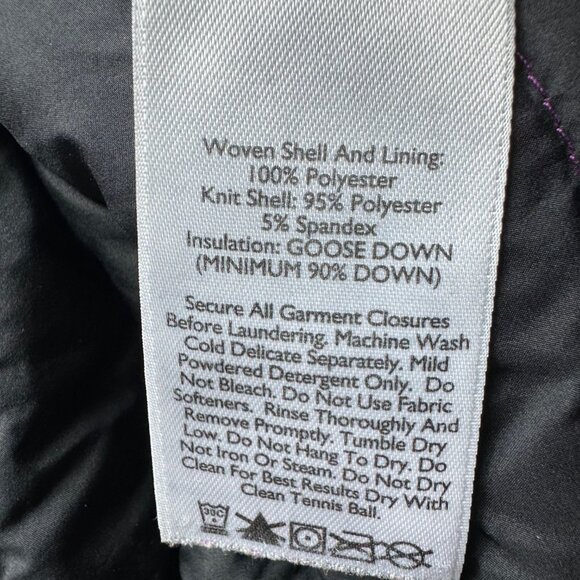 Woven Shell And Lining:
100% Polyester
Knit Shell: 95% Polyester
5% Spandex
Insulation: GOOSE DOWN
(MINIMUM 90% DOWN)
Secure All Garment Closures
Before Laundering. Machine Wash
Cold Delicate Separately. Mild
Powdered Detergent Only. Do
Not Bleach. Do Not Use Fabric
Softeners. Rinse Thoroughly And
Remove Promptly. Tumble Dry
Low. Do Not Hang To Dry. Do
Not Iron Or Steam. Do Not Dry
Clean For Best Results Dry With
Clean Tennis Ball.